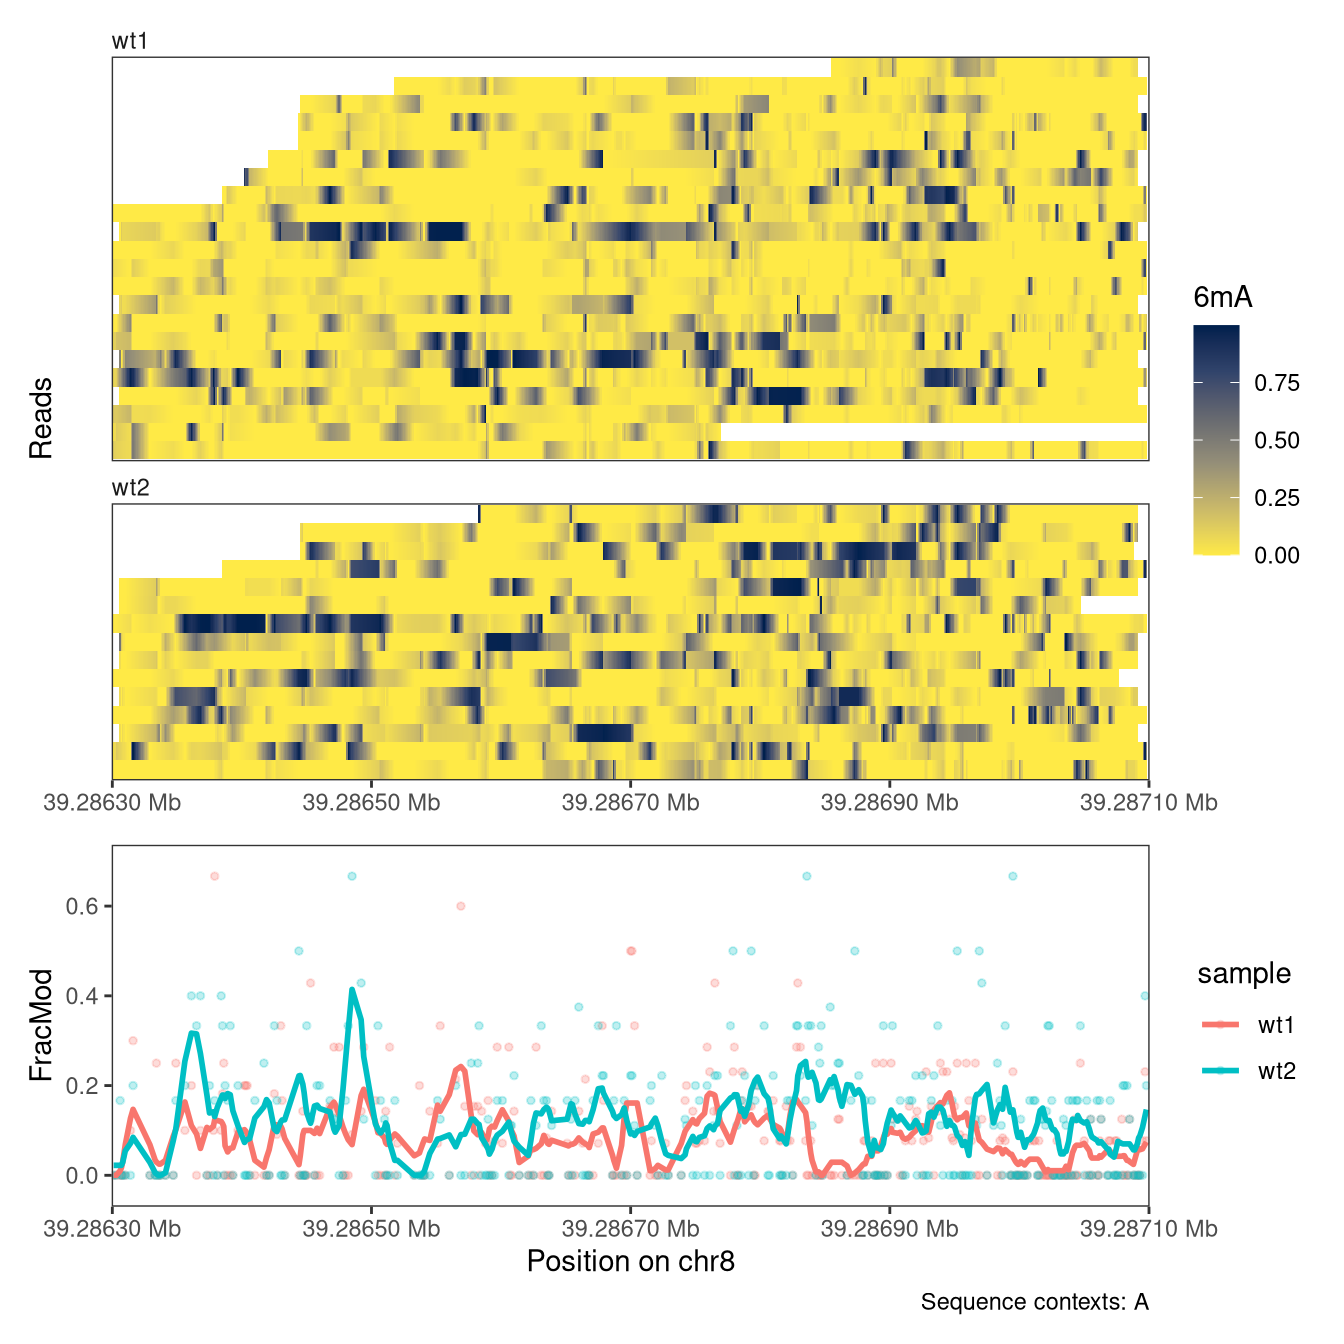 wt1
Reads
6mA
0.75
0.50
0.25
0.00
wt2
39.28630 Mb 39.28650 Mb 39.28670 Mb 39.28690 Mb 39.28710 Mb
FracMod
0.6
0.4
0.2
0.0
sample
wt1
wt2
39.28630 Mb 39.28650 Mb 39.28670 Mb 39.28690 Mb 39.28710 Mb
Position on chr8
Sequence contexts: A